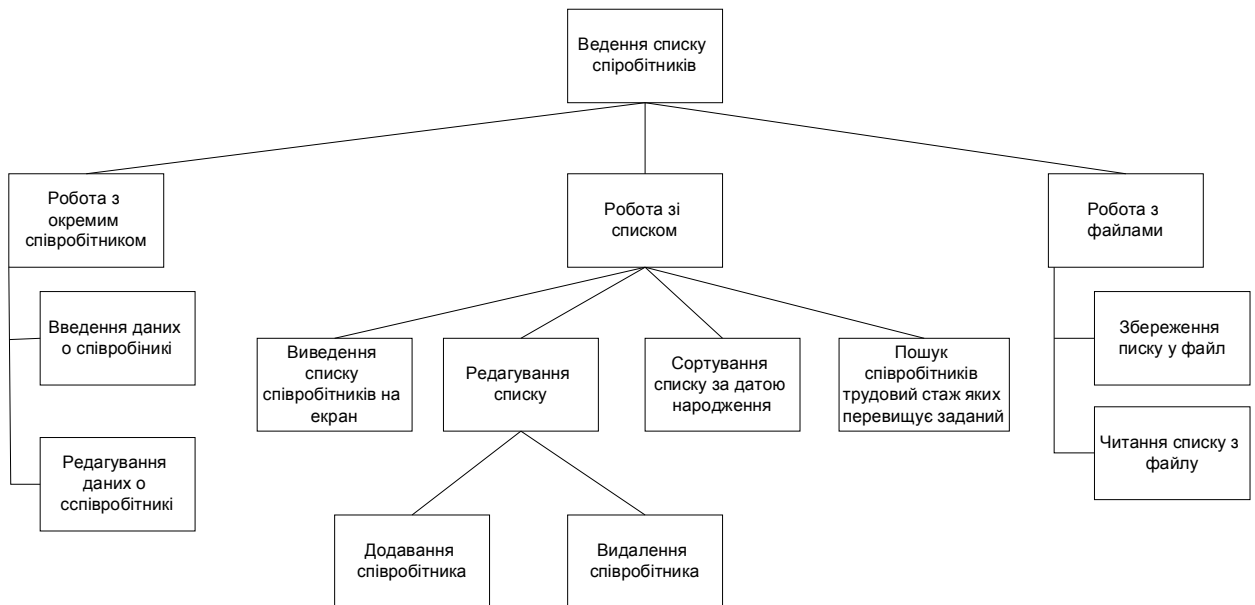 Ведення списку
спіробітників
Робота з
окремим
співробітником
Робота зі
списком
Робота з
файлами
Введення даних
о співробіникі
Редагування
даних о
сспівробітникі
Виведення
списку
співробітників на
екран
Редагування
списку
Сортування
списку за датою
народження
Пошук
співробітників
трудовий стаж яких
перевищує заданий
Збереження
писку у файл
Читання списку з
файлу
Додавання
співробітника
Видалення
співробітника